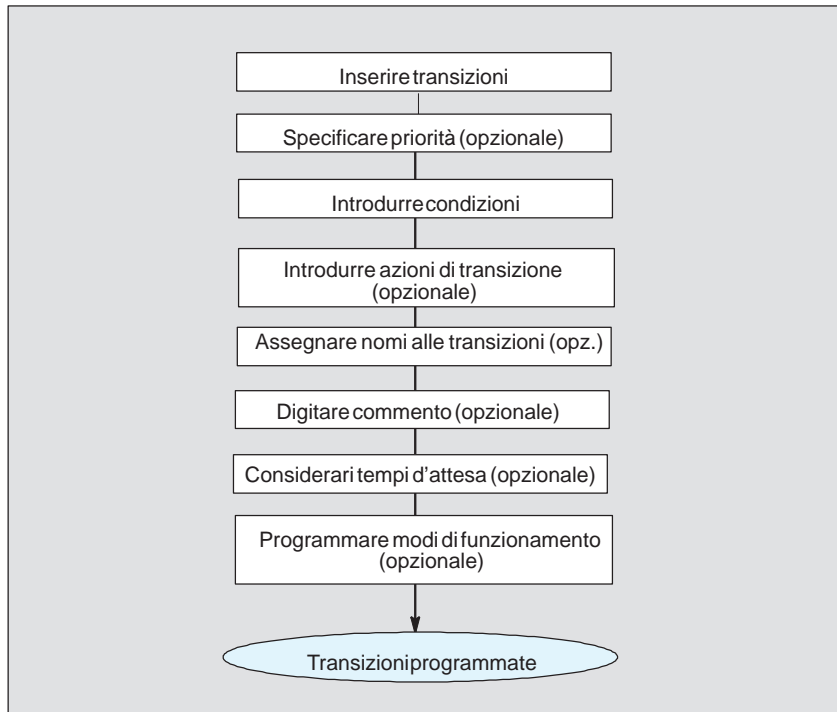 Inserire transizioni
Specificare priorità (opzionale)
Introdurre condizioni
Introdurre azioni di transizione
(opzionale)
Assegnare nomi alle transizioni (opz.)
Digitare commento (opzionale)
Considerari tempi d'attesa (opzionale)
Programmare modi di funzionamento
(opzionale)
Transizioni programmate